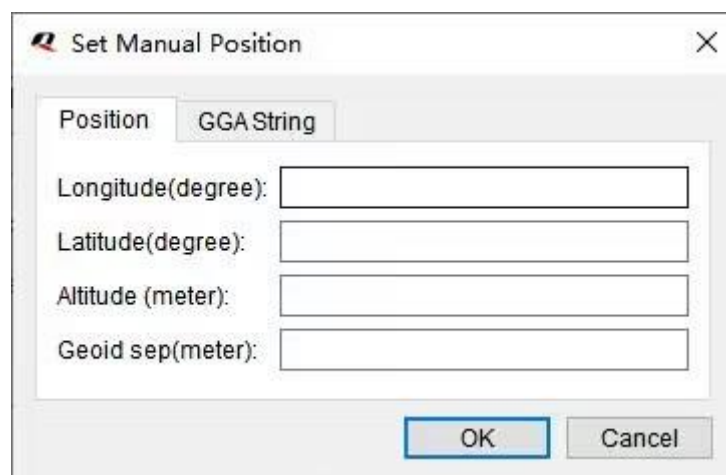 Set Manual Position
Position GGA String
Longitude(degree):
Latitude(degree):
Altitude (meter):
Geoid sep(meter):
OK Cancel